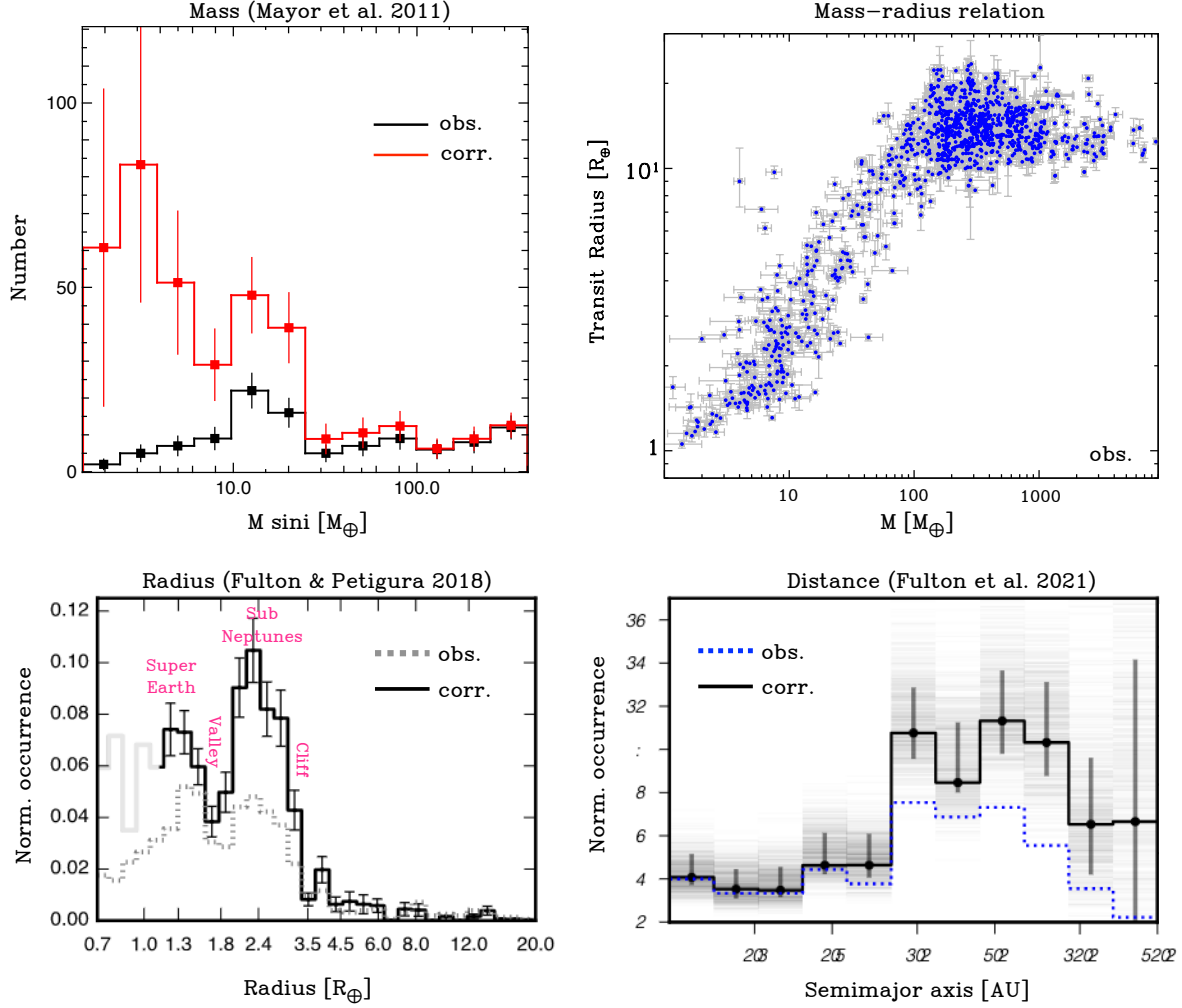 Mass (Mayor et al. 2011)
100
50
0
Number
10.0
100.0
M sini [M⊕]
obs.
corr.
Mass−radius relation
Transit Radius [R⊕]
10¹
1
10
100
1000
M [M⊕]
obs.
Radius (Fulton & Petigura 2018)
0.12
0.10
0.08
0.06
0.04
0.02
0.00
Norm. occurrence
Super
Earth
Valley
Sub
Neptunes
Cliff
obs.
corr.
0.7
1.0
1.3
1.8
2.4
3.5
4.5
6.0
8.0
12.0
20.0
Radius [R⊕]
Distance (Fulton et al. 2021)
36
32
:
8
6
4
2
Norm. occurrence
obs.
corr.
302
502
3202
5202
Semimajor axis [AU]